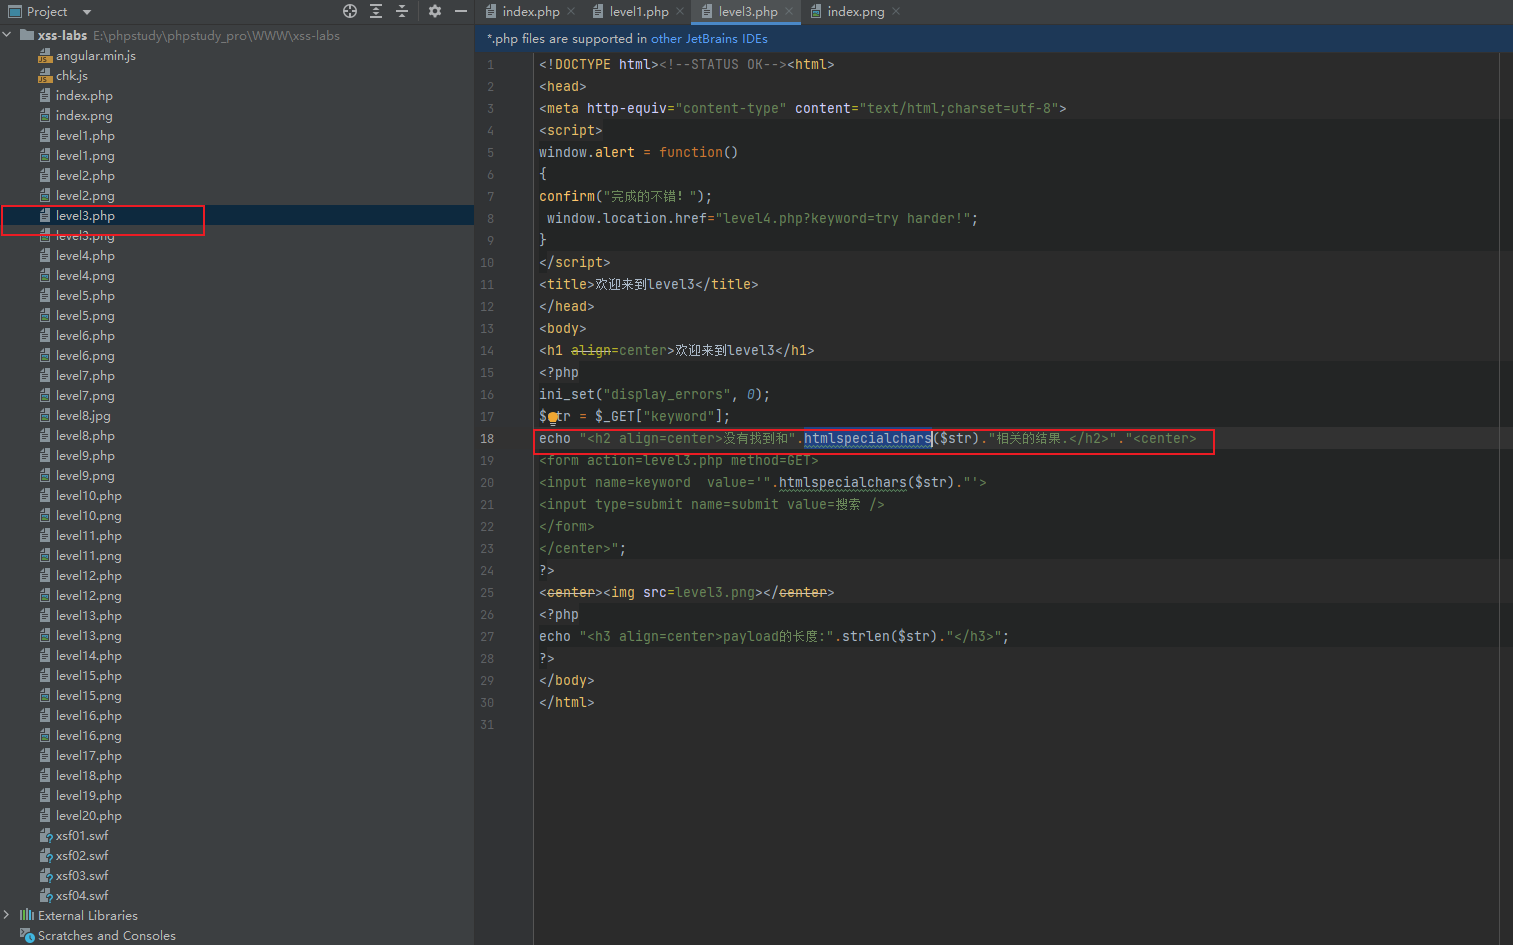 Project
index.php
level1.php
level3.php
index.png
xss-labs E:\phpstudy\phpstudy_pro\WWW\xss-labs
angular.min.js
chk.js
index.php
index.png
level1.php
level1.png
level2.php
level2.png
level3.php
level3.png
level4.php
level4.png
level5.php
level5.png
level6.php
level6.png
level7.php
level7.png
level8.jpg
level8.php
level9.php
level9.png
level10.php
level10.png
level11.php
level11.png
level12.php
level12.png
level13.php
level13.png
level14.php
level15.php
level15.png
level16.php
level16.png
level17.php
level18.php
level19.php
level20.php
xsf01.swf
xsf02.swf
xsf03.swf
xsf04.swf
External Libraries
Scratches and Consoles
*.php files are supported in other JetBrains IDEs
1 <!DOCTYPE html><!--STATUS OK--><html>
2 <head>
3 <meta http-equiv="content-type" content="text/html;charset=utf-8">
4 <script>
5 window.alert = function()
6 {
7 confirm("完成的不错！");
8  window.location.href="level4.php?keyword=try harder!";
9 }
10 </script>
11 <title>欢迎来到level3</title>
12 </head>
13 <body>
14 <h1 align=center>欢迎来到level3</h1>
15 <?php
16 ini_set("display_errors", 0);
17 $str = $_GET["keyword"];
18 echo "<h2 align=center>没有找到和".htmlspecialchars($str)."相关的结果.</h2>"."<center>
19 <form action=level3.php method=GET>
20 <input name=keyword  value='".htmlspecialchars($str)."'>
21 <input type=submit name=submit value=搜索 />
22 </form>
23 </center>";
24 ?>
25 <center><img src=level3.png></center>
26 <?php
27 echo "<h3 align=center>payload的长度:".strlen($str)."</h3>";
28 ?>
29 </body>
30 </html>
31